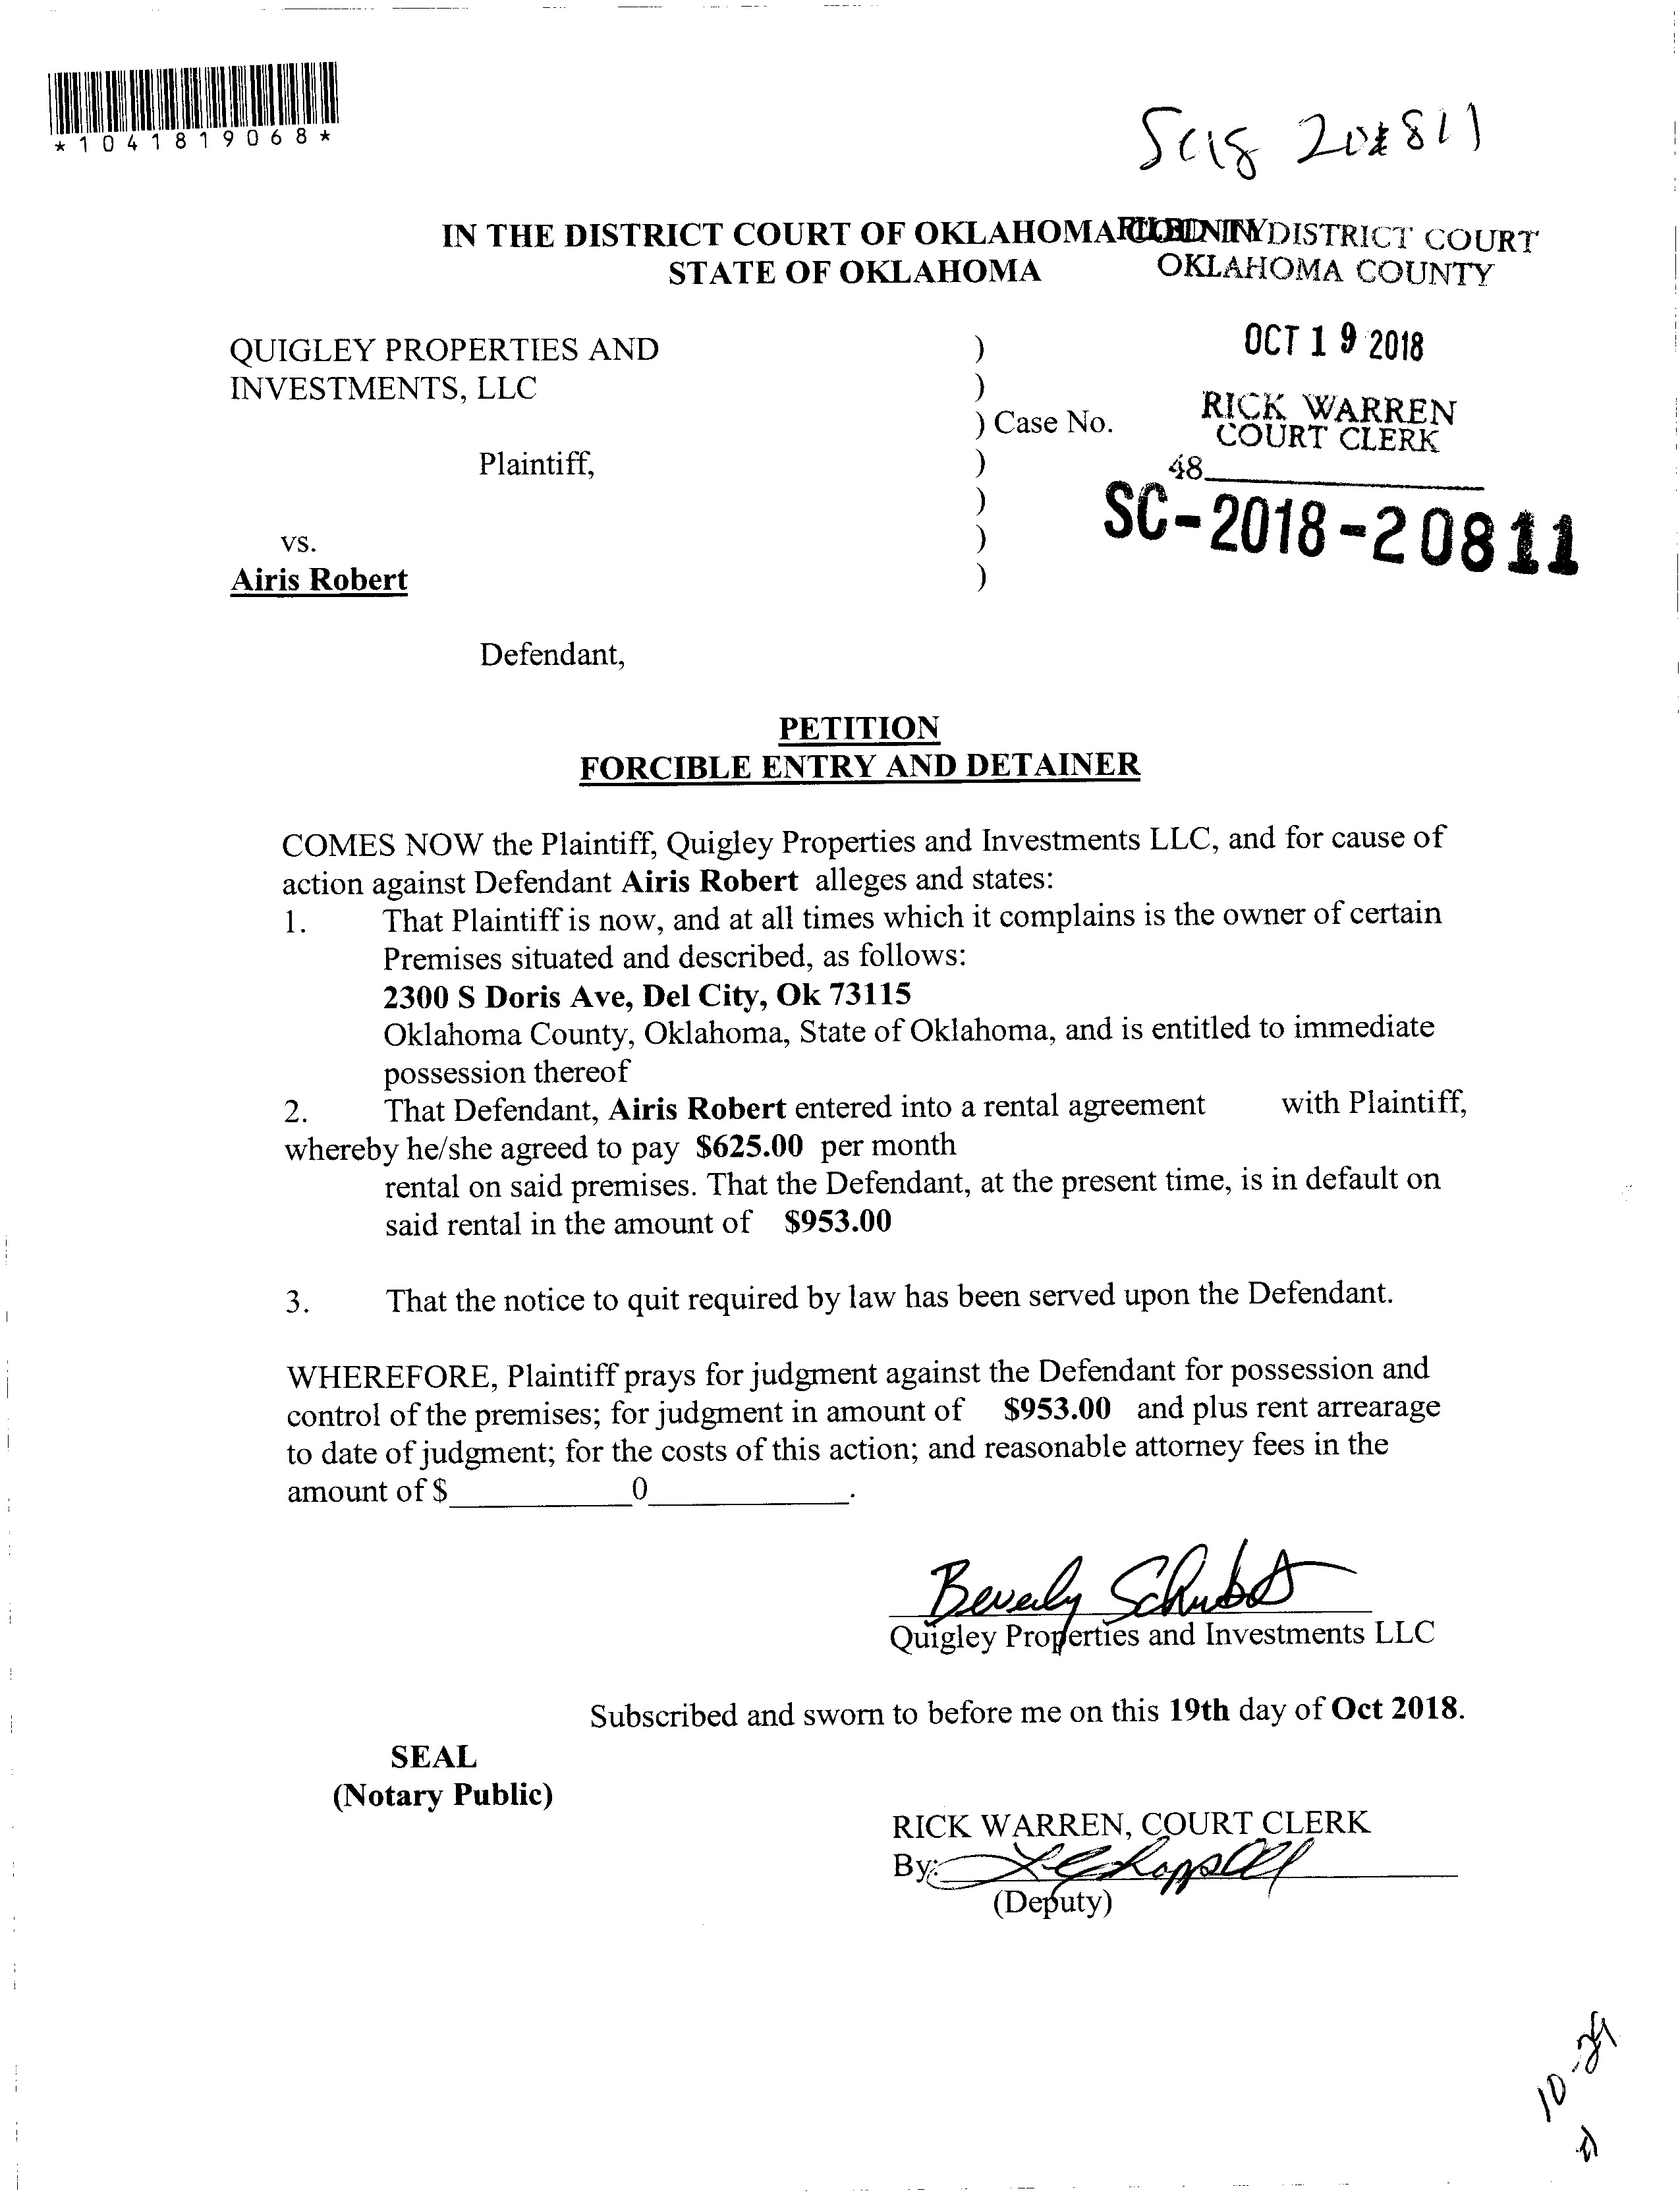 *1041819068*
SC18 20811
IN THE DISTRICT COURT OF OKLAHOMA COUNTY
FILED IN DISTRICT COURT
STATE OF OKLAHOMA
OKLAHOMA COUNTY
OCT 19 2018
QUIGLEY PROPERTIES AND )
INVESTMENTS, LLC )
RICK WARREN
) Case No.
COURT CLERK
Plaintiff, )
48
)
SC-2018-20811
vs. )
Airis Robert )
Defendant,
PETITION
FORCIBLE ENTRY AND DETAINER
COMES NOW the Plaintiff, Quigley Properties and Investments LLC, and for cause of
action against Defendant Airis Robert alleges and states:
1. That Plaintiff is now, and at all times which it complains is the owner of certain
Premises situated and described, as follows:
2300 S Doris Ave, Del City, Ok 73115
Oklahoma County, Oklahoma, State of Oklahoma, and is entitled to immediate
possession thereof
2. That Defendant, Airis Robert entered into a rental agreement with Plaintiff,
whereby he/she agreed to pay $625.00 per month
rental on said premises. That the Defendant, at the present time, is in default on
said rental in the amount of $953.00
3. That the notice to quit required by law has been served upon the Defendant.
WHEREFORE, Plaintiff prays for judgment against the Defendant for possession and
control of the premises; for judgment in amount of $953.00 and plus rent arrearage
to date of judgment; for the costs of this action; and reasonable attorney fees in the
amount of $____________0____________.
Beverly
Quigley Properties and Investments LLC
Subscribed and sworn to before me on this 19th day of Oct 2018.
SEAL
(Notary Public)
RICK WARREN, COURT CLERK
By:
(Deputy)
10-29